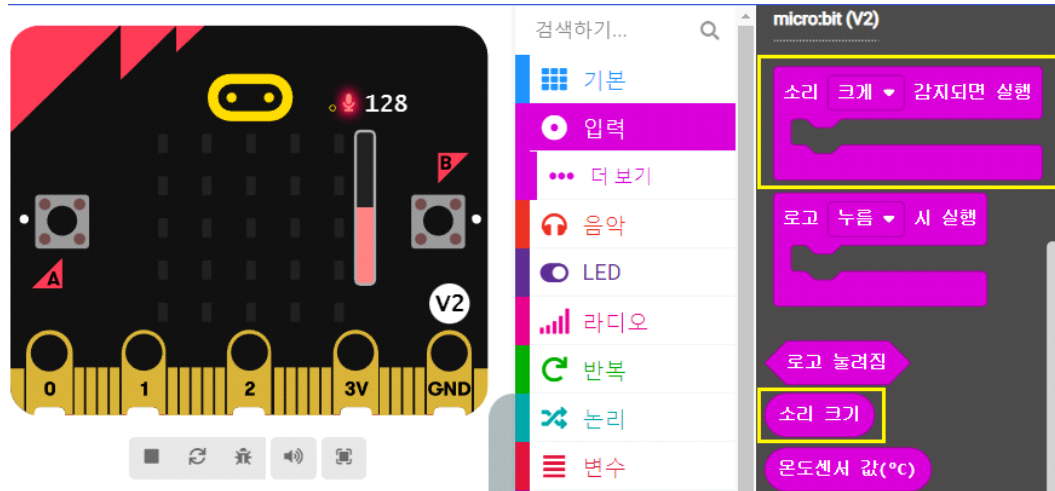 128
B
A
V2
0 1 2 3V GND
검색하기...
기본
입력
더 보기
음악
LED
라디오
반복
논리
변수
micro:bit (V2)
소리 크게 감지되면 실행
로고 누름 시 실행
로고 눌려짐
소리 크기
온도센서 값(°C)